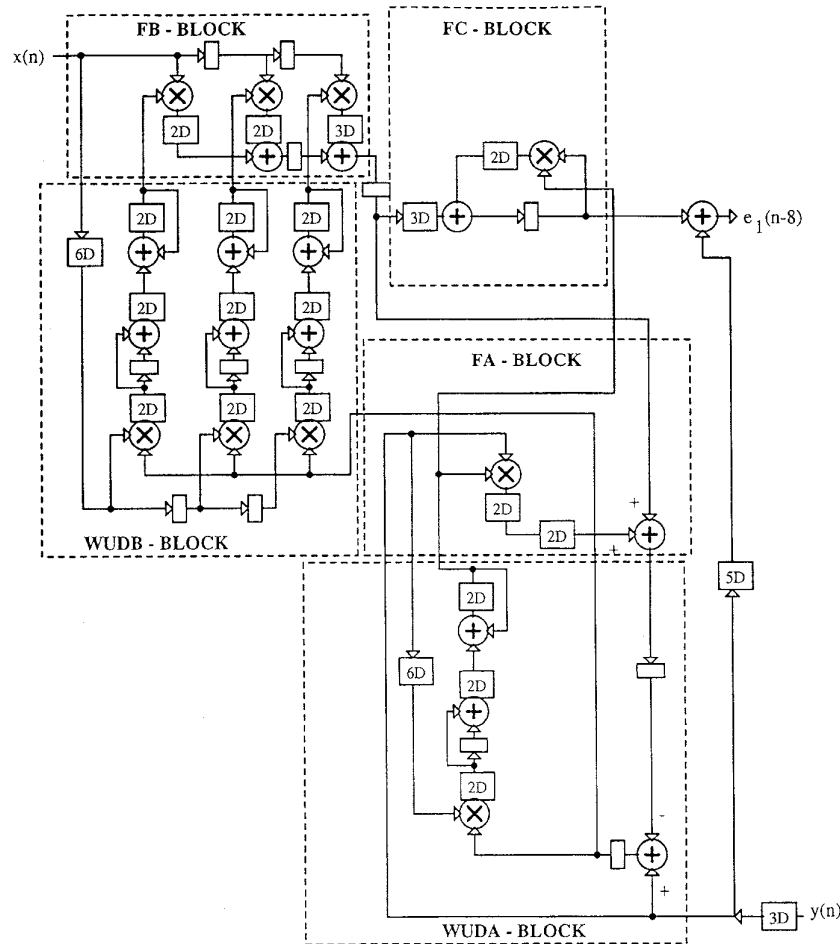 FB - BLOCK
FC - BLOCK
x(n)
2D
2D
3D
2D
3D
e1(n-8)
2D
2D
2D
6D
2D
2D
2D
FA - BLOCK
2D
2D
2D
2D
2D
+
+
WUDB - BLOCK
5D
2D
6D
2D
2D
-
+
3D
y(n)
WUDA - BLOCK